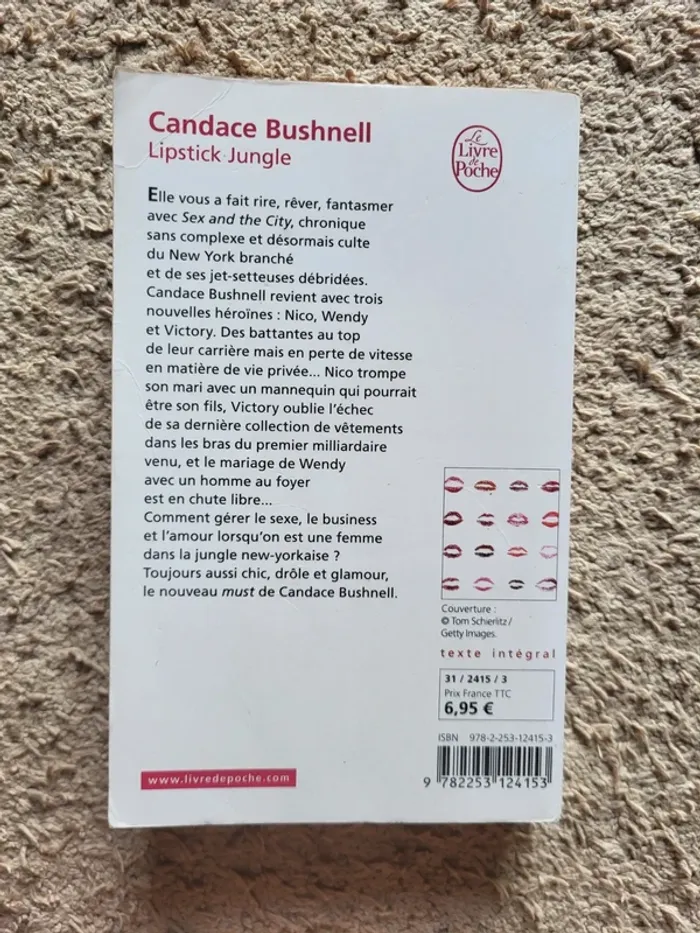 Candace Bushnell
Lipstick Jungle
Le
Livre
de
Poche
Elle vous a fait rire, rêver, fantasmer
avec Sex and the City, chronique
sans complexe et désormais culte
du New York branché
et de ses jet-setteuses débridées.
Candace Bushnell revient avec trois
nouvelles héroïnes : Nico, Wendy
et Victory. Des battantes au top
de leur carrière mais en perte de vitesse
en matière de vie privée... Nico trompe
son mari avec un mannequin qui pourrait
être son fils, Victory oublie l'échec
de sa dernière collection de vêtements
dans les bras du premier milliardaire
venu, et le mariage de Wendy
avec un homme au foyer
est en chute libre...
Comment gérer le sexe, le business
et l'amour lorsqu'on est une femme
dans la jungle new-yorkaise ?
Toujours aussi chic, drôle et glamour,
le nouveau must de Candace Bushnell.
Couverture :
© Tom Schierlitz /
Getty Images.
texte intégral
31 / 2415 / 3
Prix France TTC
6,95 €
ISBN 978-2-253-12415-3
9 782253 124153
www.livredepoche.com